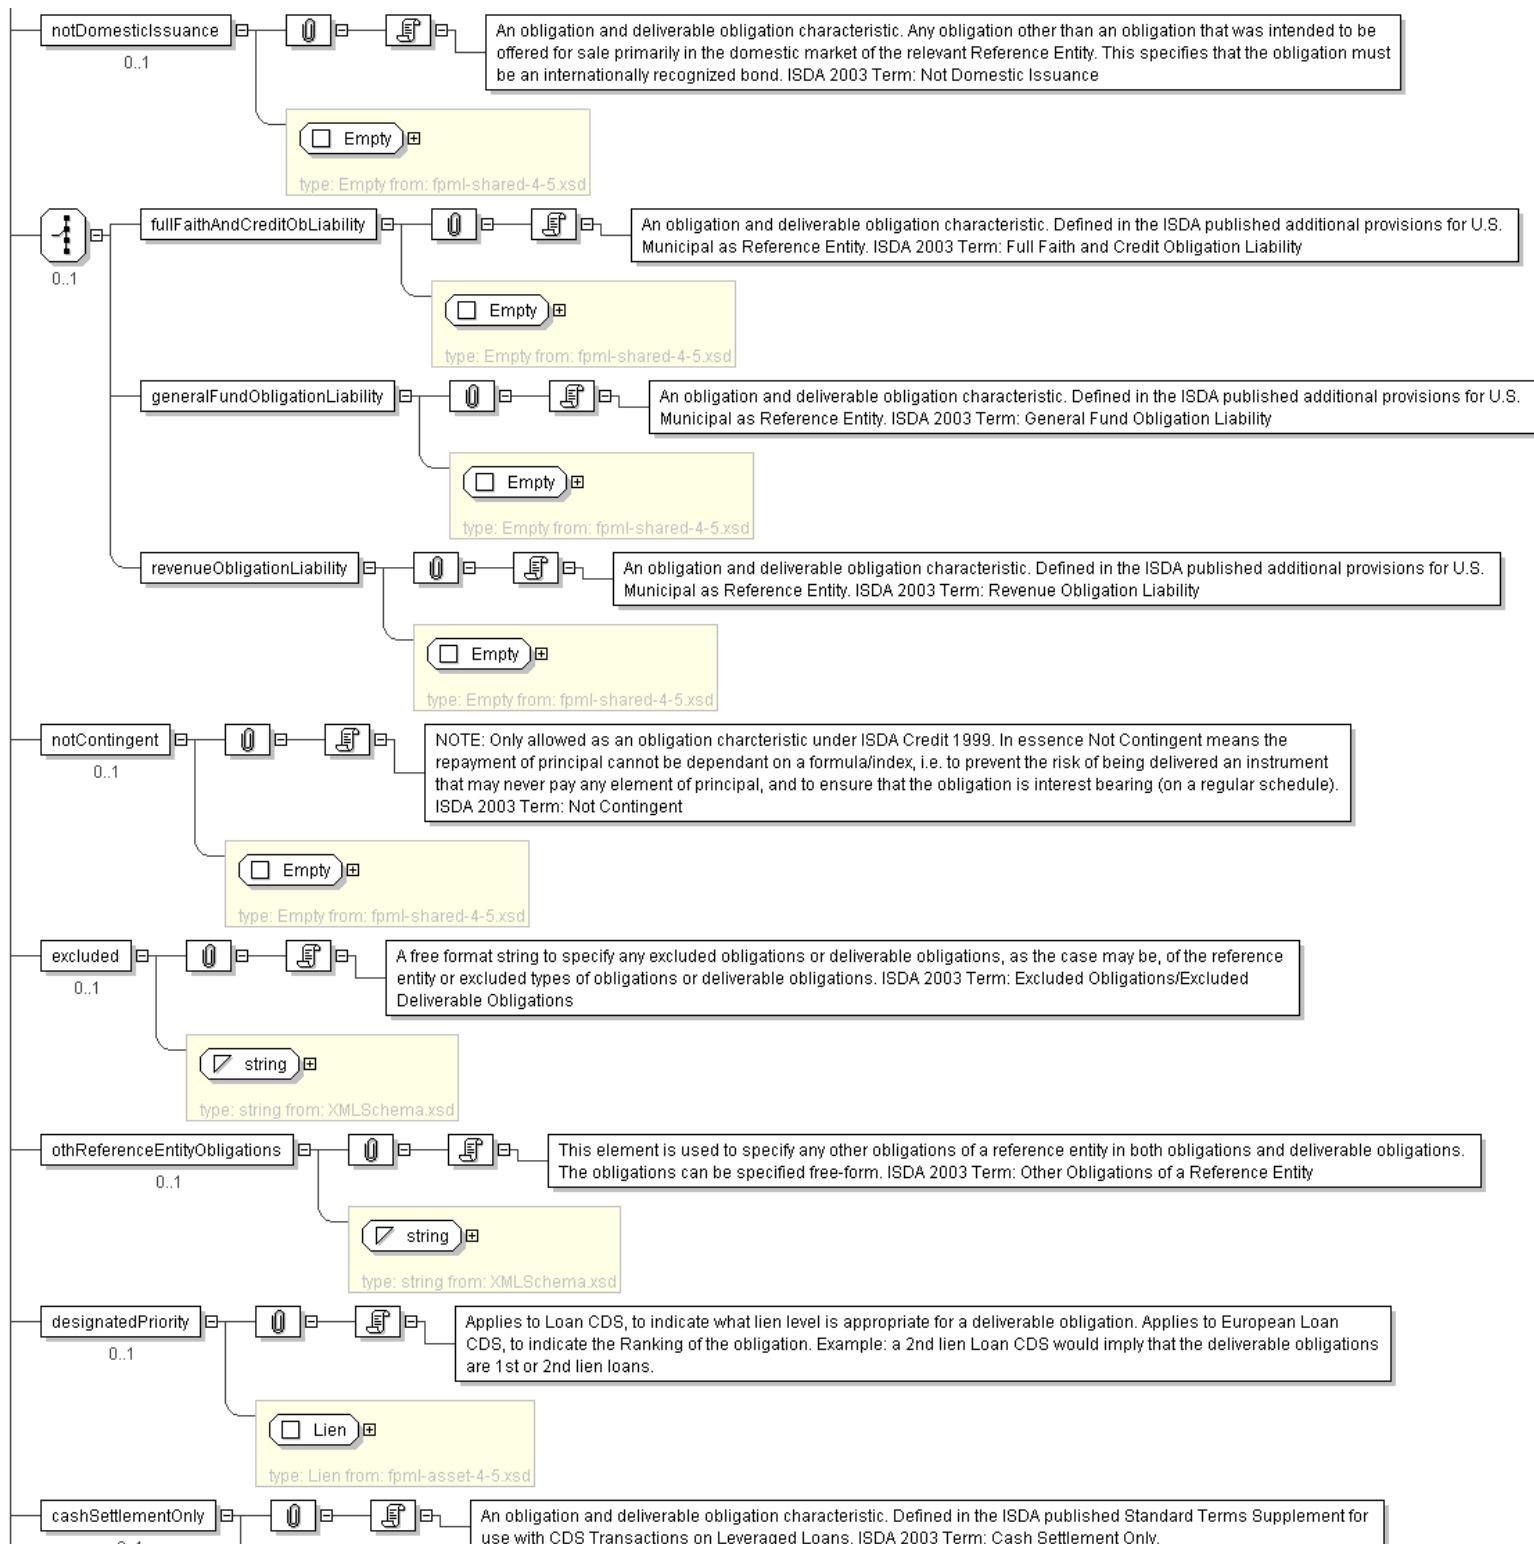 notDomesticIssuance
0..1
An obligation and deliverable obligation characteristic. Any obligation other than an obligation that was intended to be
offered for sale primarily in the domestic market of the relevant Reference Entity. This specifies that the obligation must
be an internationally recognized bond. ISDA 2003 Term: Not Domestic Issuance
Empty
type: Empty from: fpml-shared-4-5.xsd
0..1
fullFaithAndCreditObLiability
An obligation and deliverable obligation characteristic. Defined in the ISDA published additional provisions for U.S.
Municipal as Reference Entity. ISDA 2003 Term: Full Faith and Credit Obligation Liability
Empty
type: Empty from: fpml-shared-4-5.xsd
generalFundObligationLiability
An obligation and deliverable obligation characteristic. Defined in the ISDA published additional provisions for U.S.
Municipal as Reference Entity. ISDA 2003 Term: General Fund Obligation Liability
Empty
type: Empty from: fpml-shared-4-5.xsd
revenueObligationLiability
An obligation and deliverable obligation characteristic. Defined in the ISDA published additional provisions for U.S.
Municipal as Reference Entity. ISDA 2003 Term: Revenue Obligation Liability
Empty
type: Empty from: fpml-shared-4-5.xsd
notContingent
0..1
NOTE: Only allowed as an obligation charcteristic under ISDA Credit 1999. In essence Not Contingent means the
repayment of principal cannot be dependant on a formula/index, i.e. to prevent the risk of being delivered an instrument
that may never pay any element of principal, and to ensure that the obligation is interest bearing (on a regular schedule).
ISDA 2003 Term: Not Contingent
Empty
type: Empty from: fpml-shared-4-5.xsd
excluded
0..1
A free format string to specify any excluded obligations or deliverable obligations, as the case may be, of the reference
entity or excluded types of obligations or deliverable obligations. ISDA 2003 Term: Excluded Obligations/Excluded
Deliverable Obligations
string
type: string from: XMLSchema.xsd
othReferenceEntityObligations
0..1
This element is used to specify any other obligations of a reference entity in both obligations and deliverable obligations.
The obligations can be specified free-form. ISDA 2003 Term: Other Obligations of a Reference Entity
string
type: string from: XMLSchema.xsd
designatedPriority
0..1
Applies to Loan CDS, to indicate what lien level is appropriate for a deliverable obligation. Applies to European Loan
CDS, to indicate the Ranking of the obligation. Example: a 2nd lien Loan CDS would imply that the deliverable obligations
are 1st or 2nd lien loans.
Lien
type: Lien from: fpml-asset-4-5.xsd
cashSettlementOnly
An obligation and deliverable obligation characteristic. Defined in the ISDA published Standard Terms Supplement for
use with CDS Transactions on Leveraged Loans. ISDA 2003 Term: Cash Settlement Only.